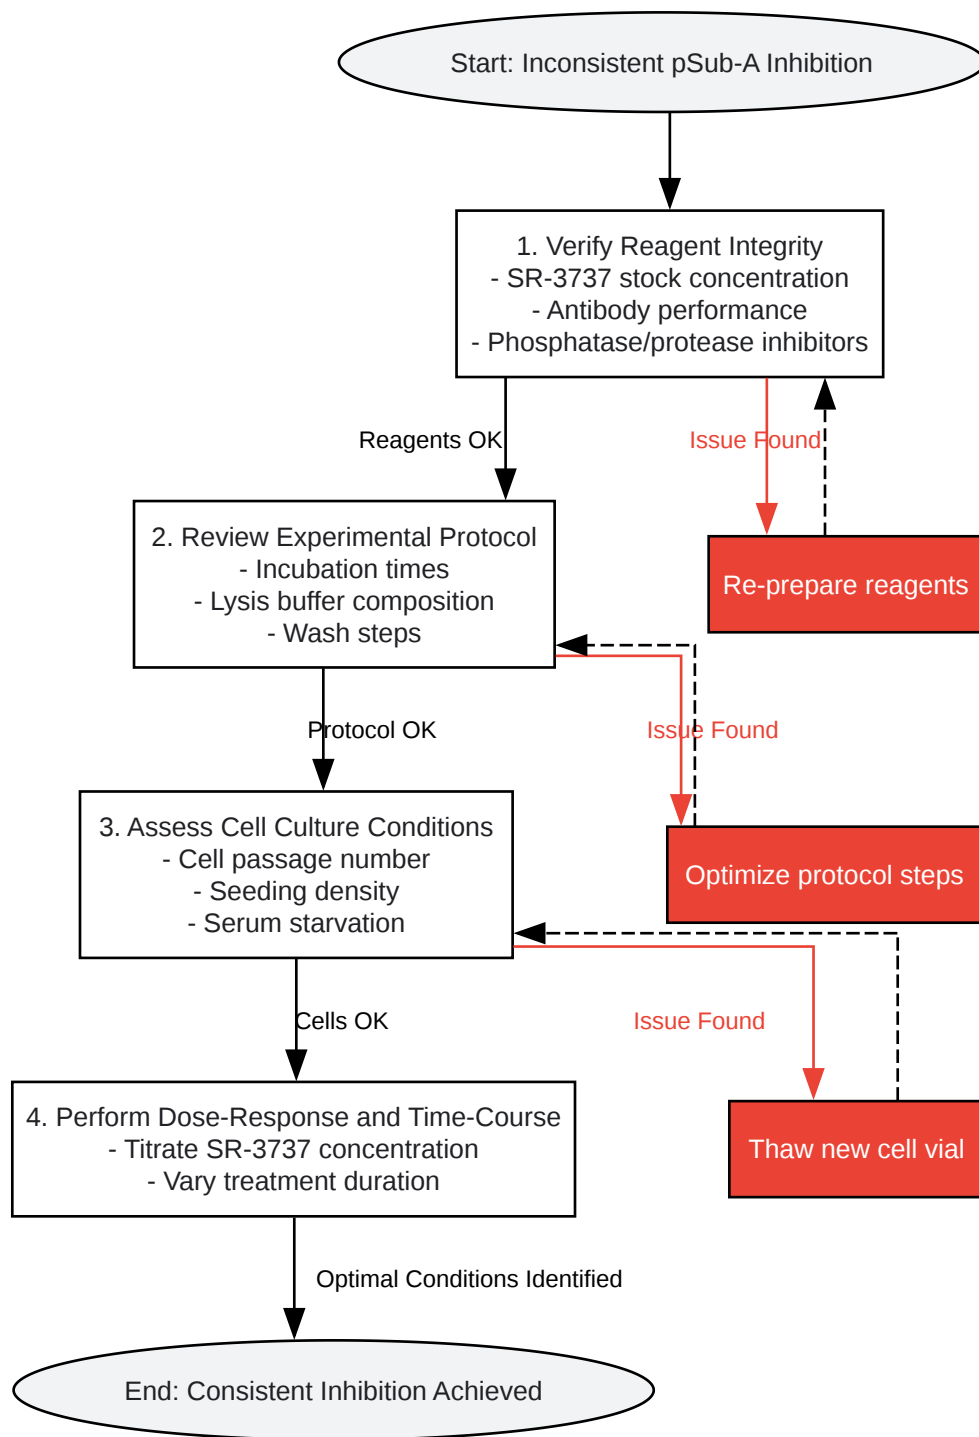 Start: Inconsistent pSub-A Inhibition
1. Verify Reagent Integrity
- SR-3737 stock concentration
- Antibody performance
- Phosphatase/protease inhibitors
Reagents OK
Issue Found
2. Review Experimental Protocol
- Incubation times
- Lysis buffer composition
- Wash steps
Re-prepare reagents
Protocol OK
Issue Found
3. Assess Cell Culture Conditions
- Cell passage number
- Seeding density
- Serum starvation
Optimize protocol steps
Cells OK
Issue Found
4. Perform Dose-Response and Time-Course
- Titrate SR-3737 concentration
- Vary treatment duration
Thaw new cell vial
Optimal Conditions Identified
End: Consistent Inhibition Achieved